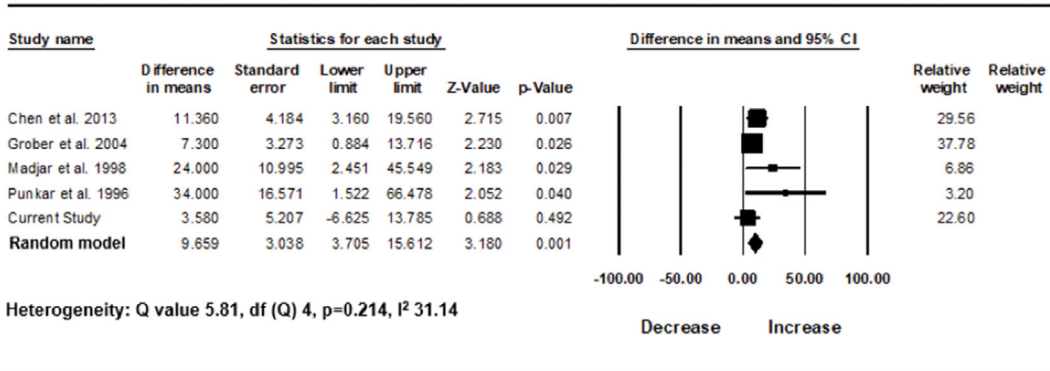 Study name Statistics for each study Difference in means and 95% CI
Difference Standard Lower Upper Relative Relative
in means error limit limit Z-Value p-Value weight weight
Chen et al. 2013 11.360 4.184 3.160 19.560 2.715 0.007 29.56
Grober et al. 2004 7.300 3.273 0.884 13.716 2.230 0.026 37.78
Madjar et al. 1998 24.000 10.995 2.451 45.549 2.183 0.029 6.86
Punkar et al. 1996 34.000 16.571 1.522 66.478 2.052 0.040 3.20
Current Study 3.580 5.207 -6.625 13.785 0.688 0.492 22.60
Random model 9.659 3.038 3.705 15.612 3.180 0.001
-100.00 -50.00 0.00 50.00 100.00
Heterogeneity: Q value 5.81, df (Q) 4, p=0.214, I² 31.14
Decrease Increase